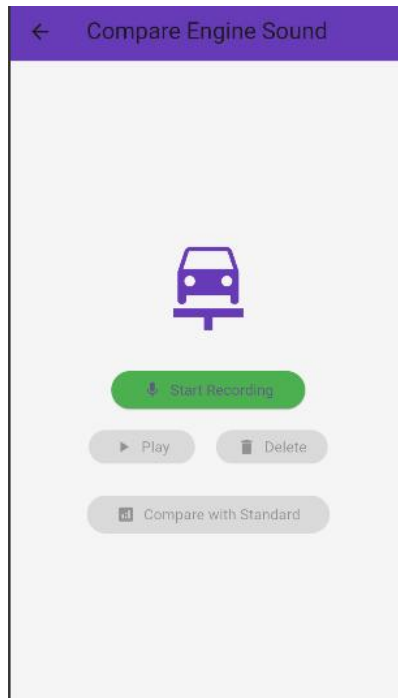 Compare Engine Sound
Start Recording
Play Delete
Compare with Standard